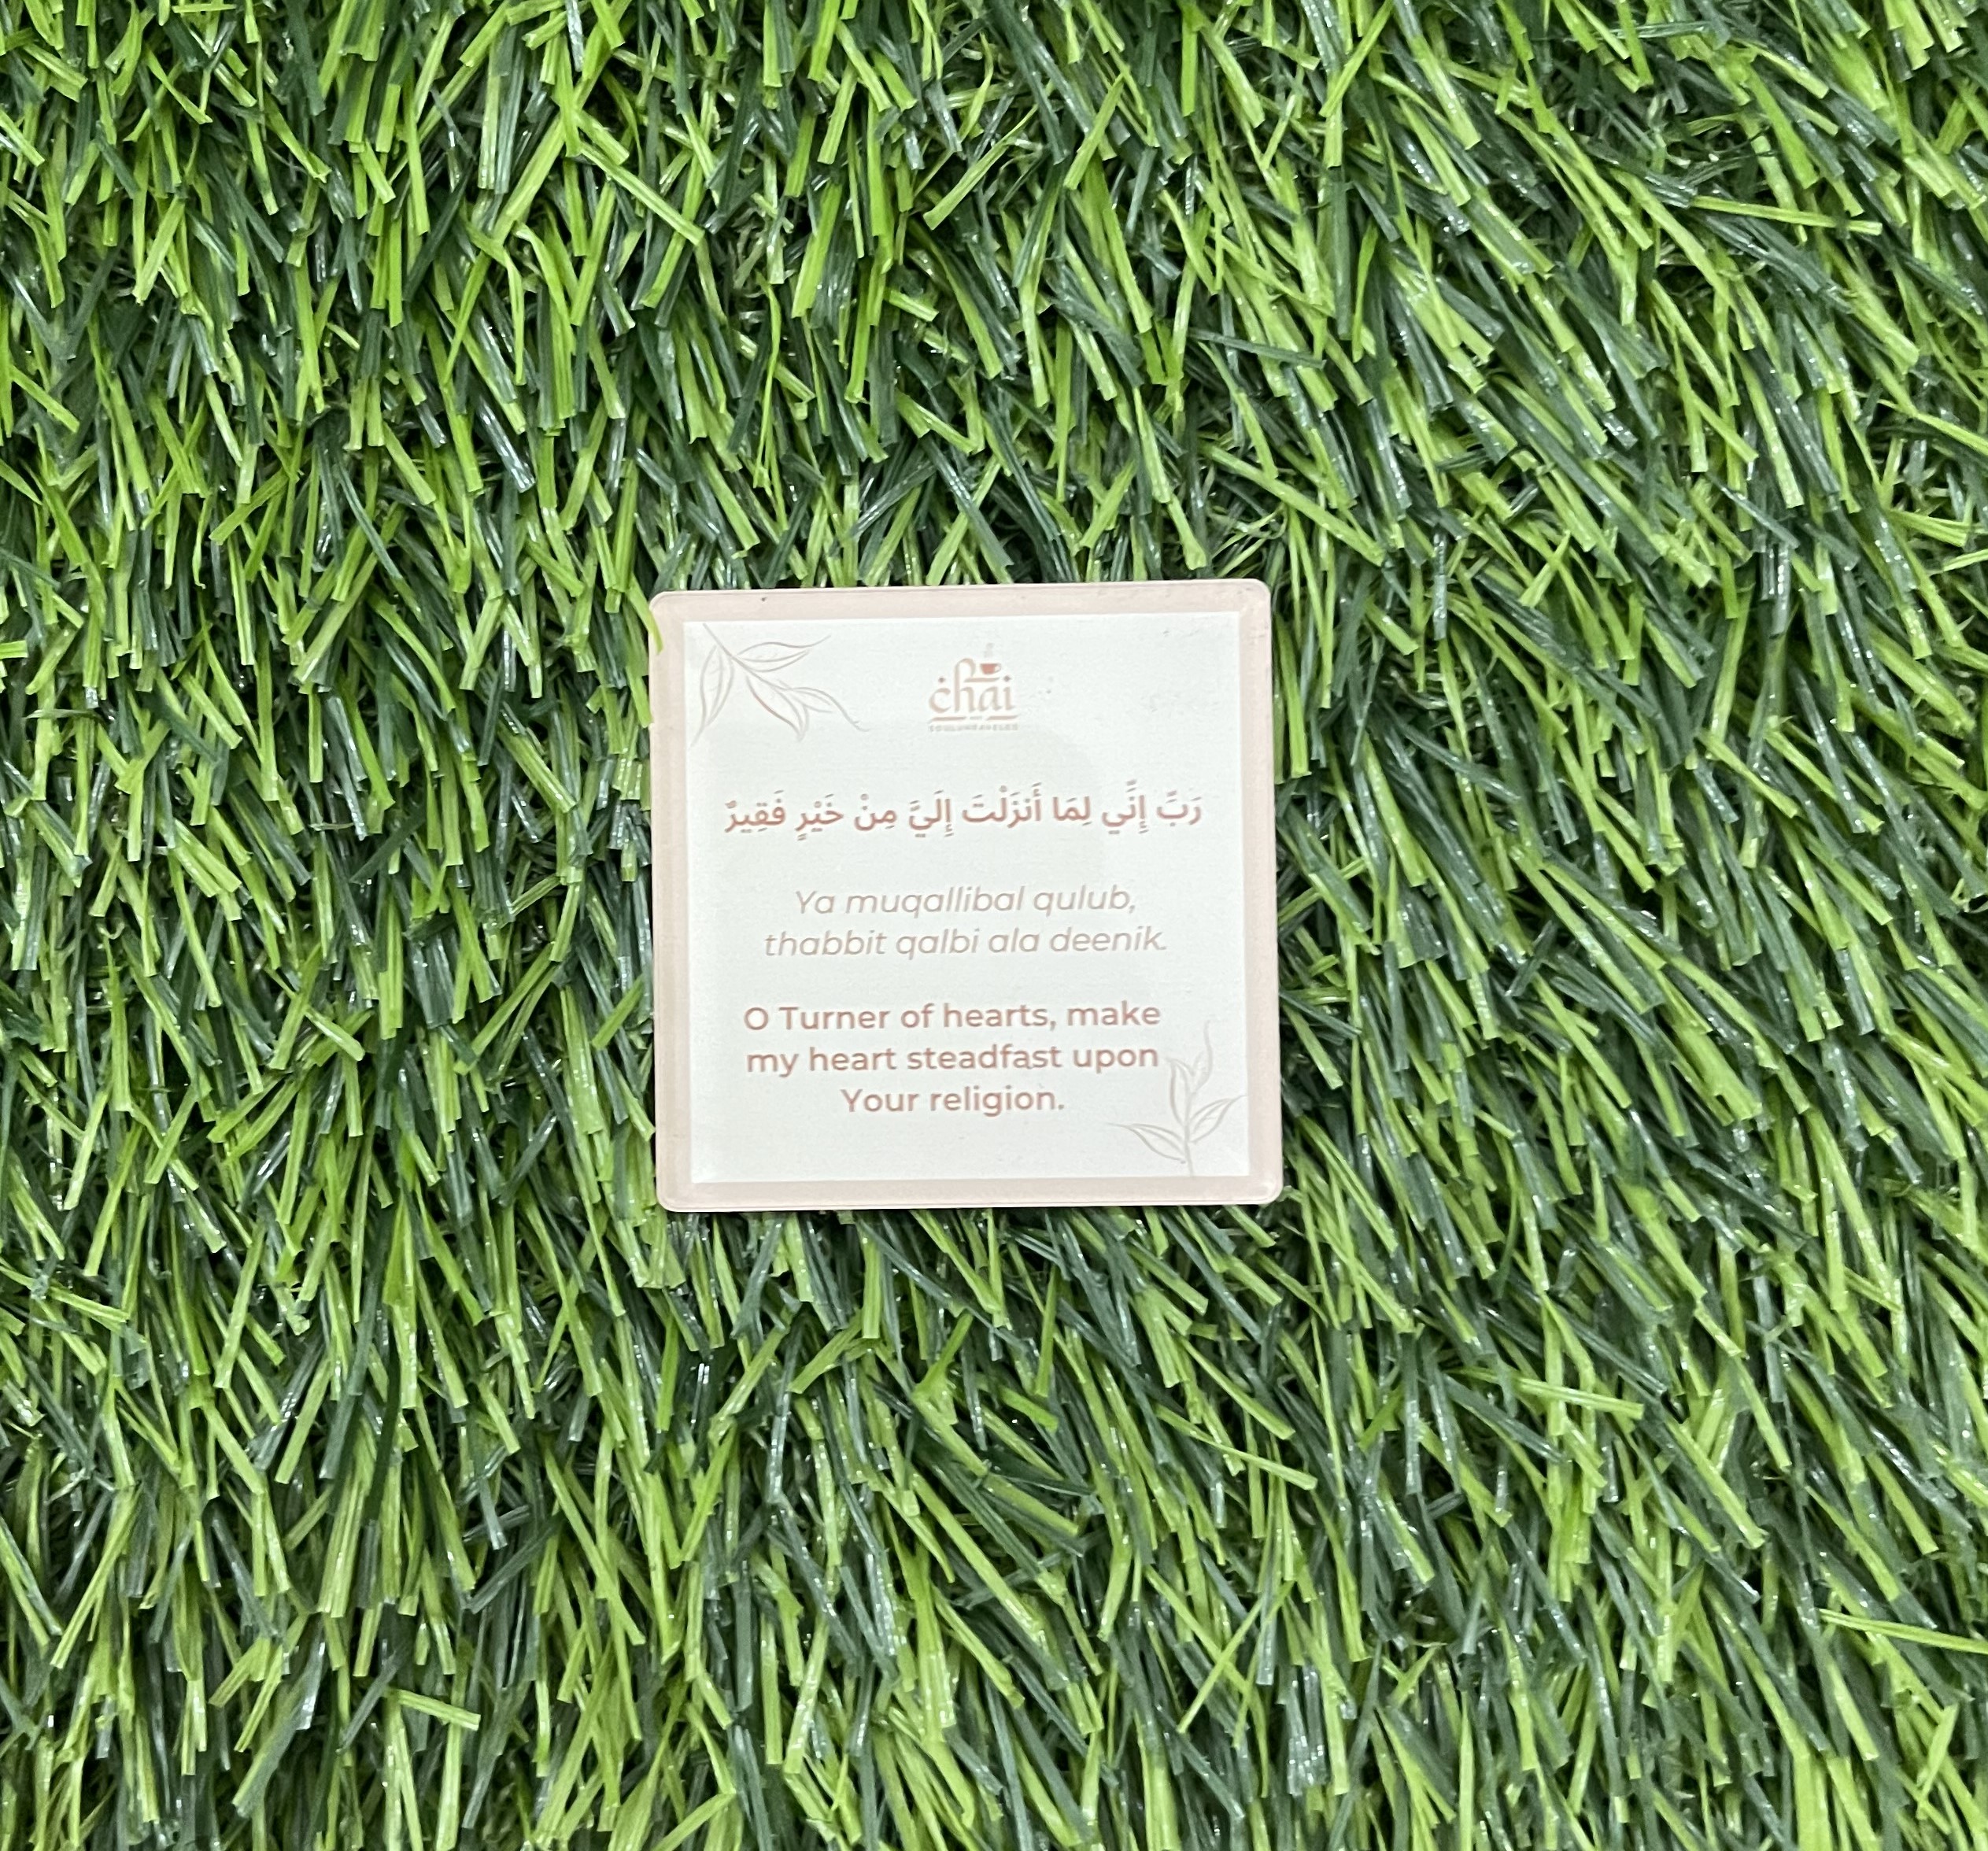 chai
رَبِّ إِنِّي لِمَا أَنزَلْتَ إِلَيَّ مِنْ خَيْرٍ فَقِيرٌ
Ya muqallibal qulub,
thabbit qalbi ala deenik.
O Turner of hearts, make
my heart steadfast upon
Your religion.